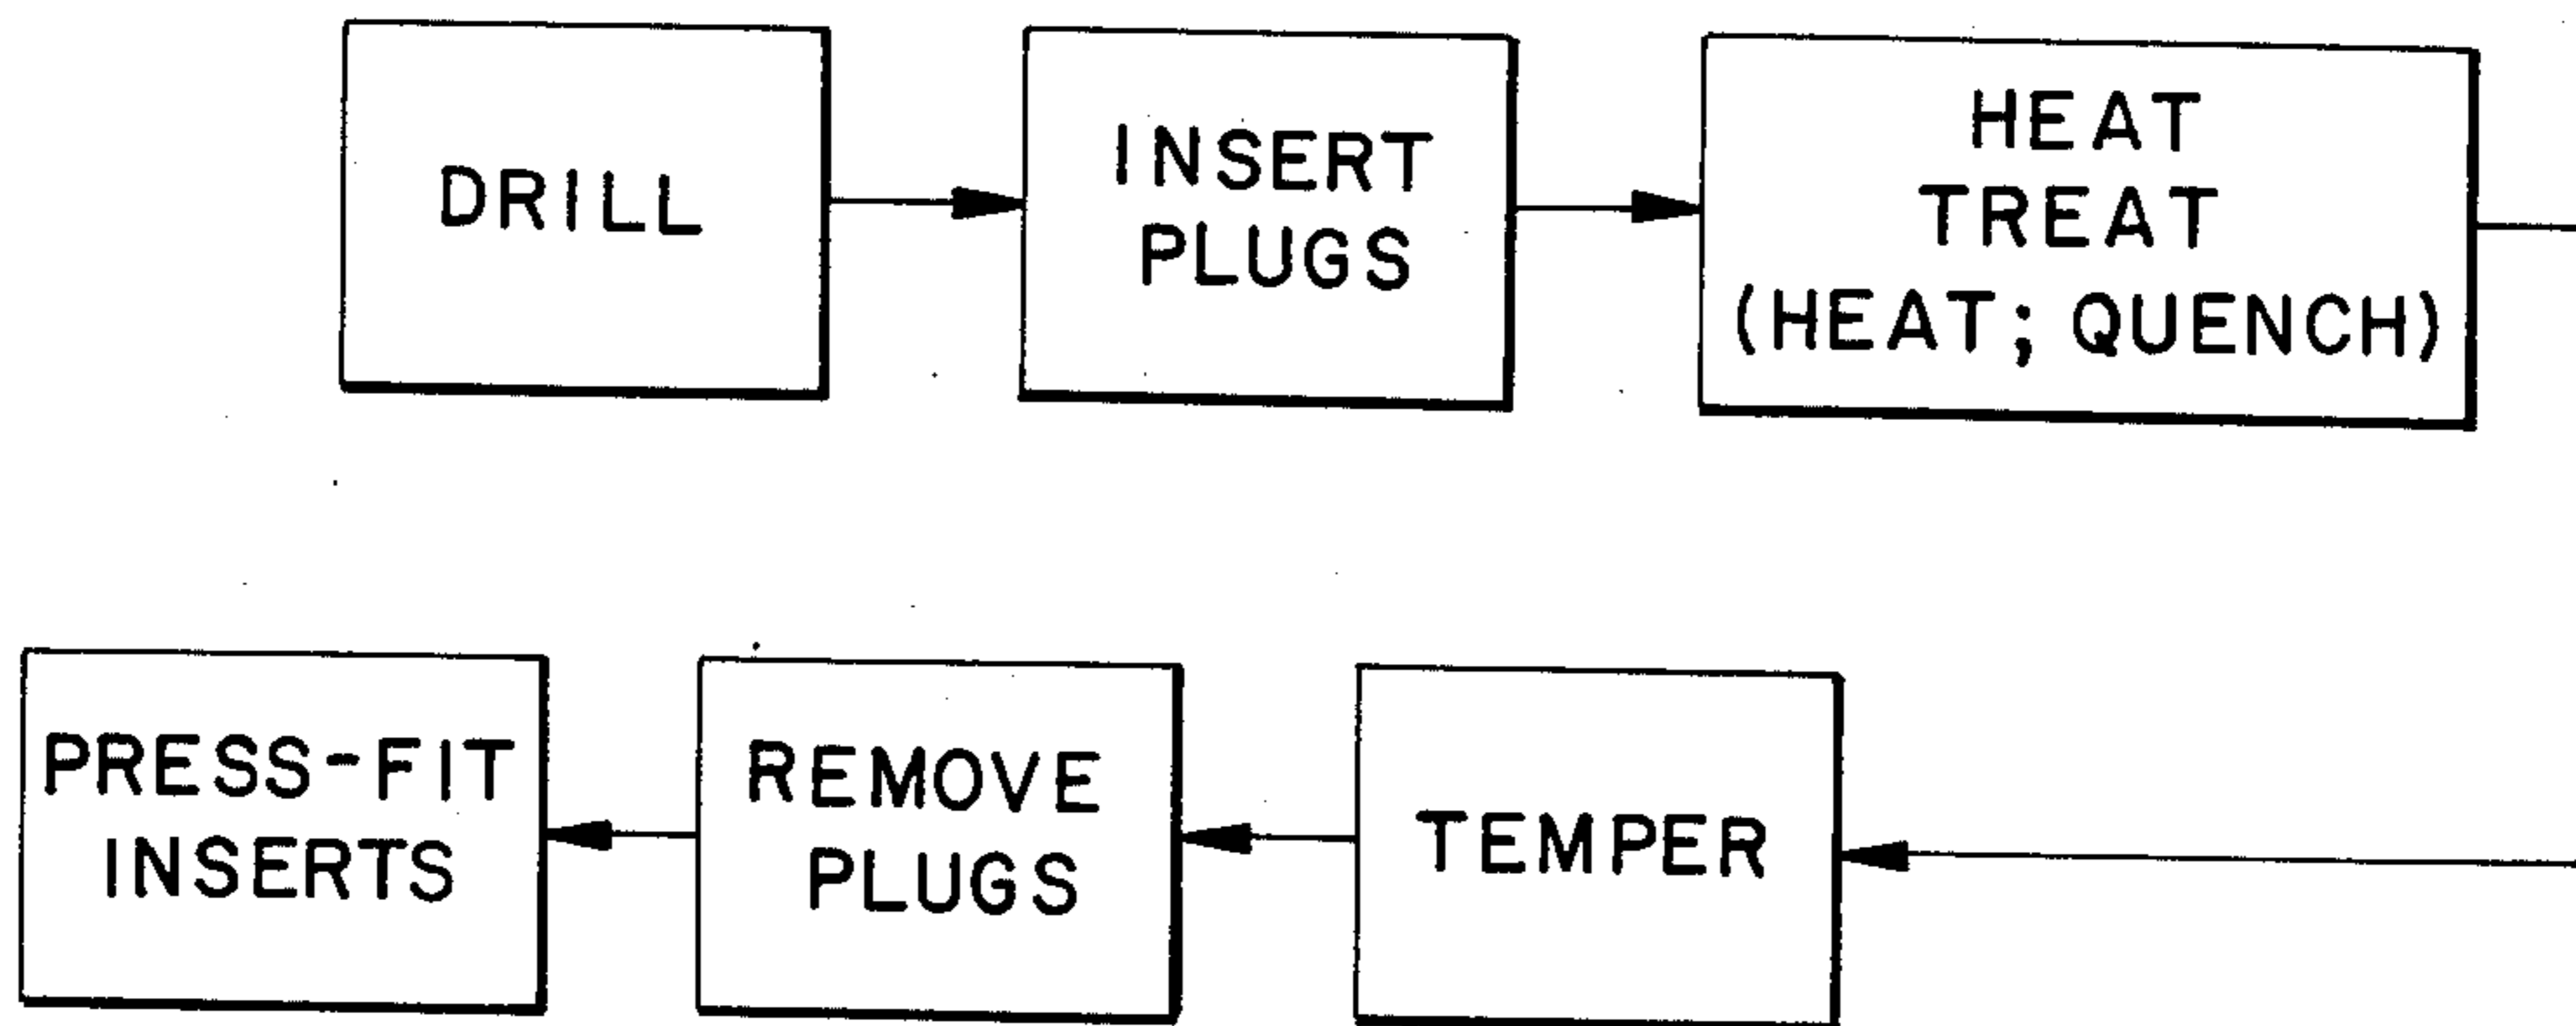 DRILL
INSERT
PLUGS
HEAT
TREAT
(HEAT; QUENCH)
PRESS-FIT
INSERTS
REMOVE
PLUGS
TEMPER